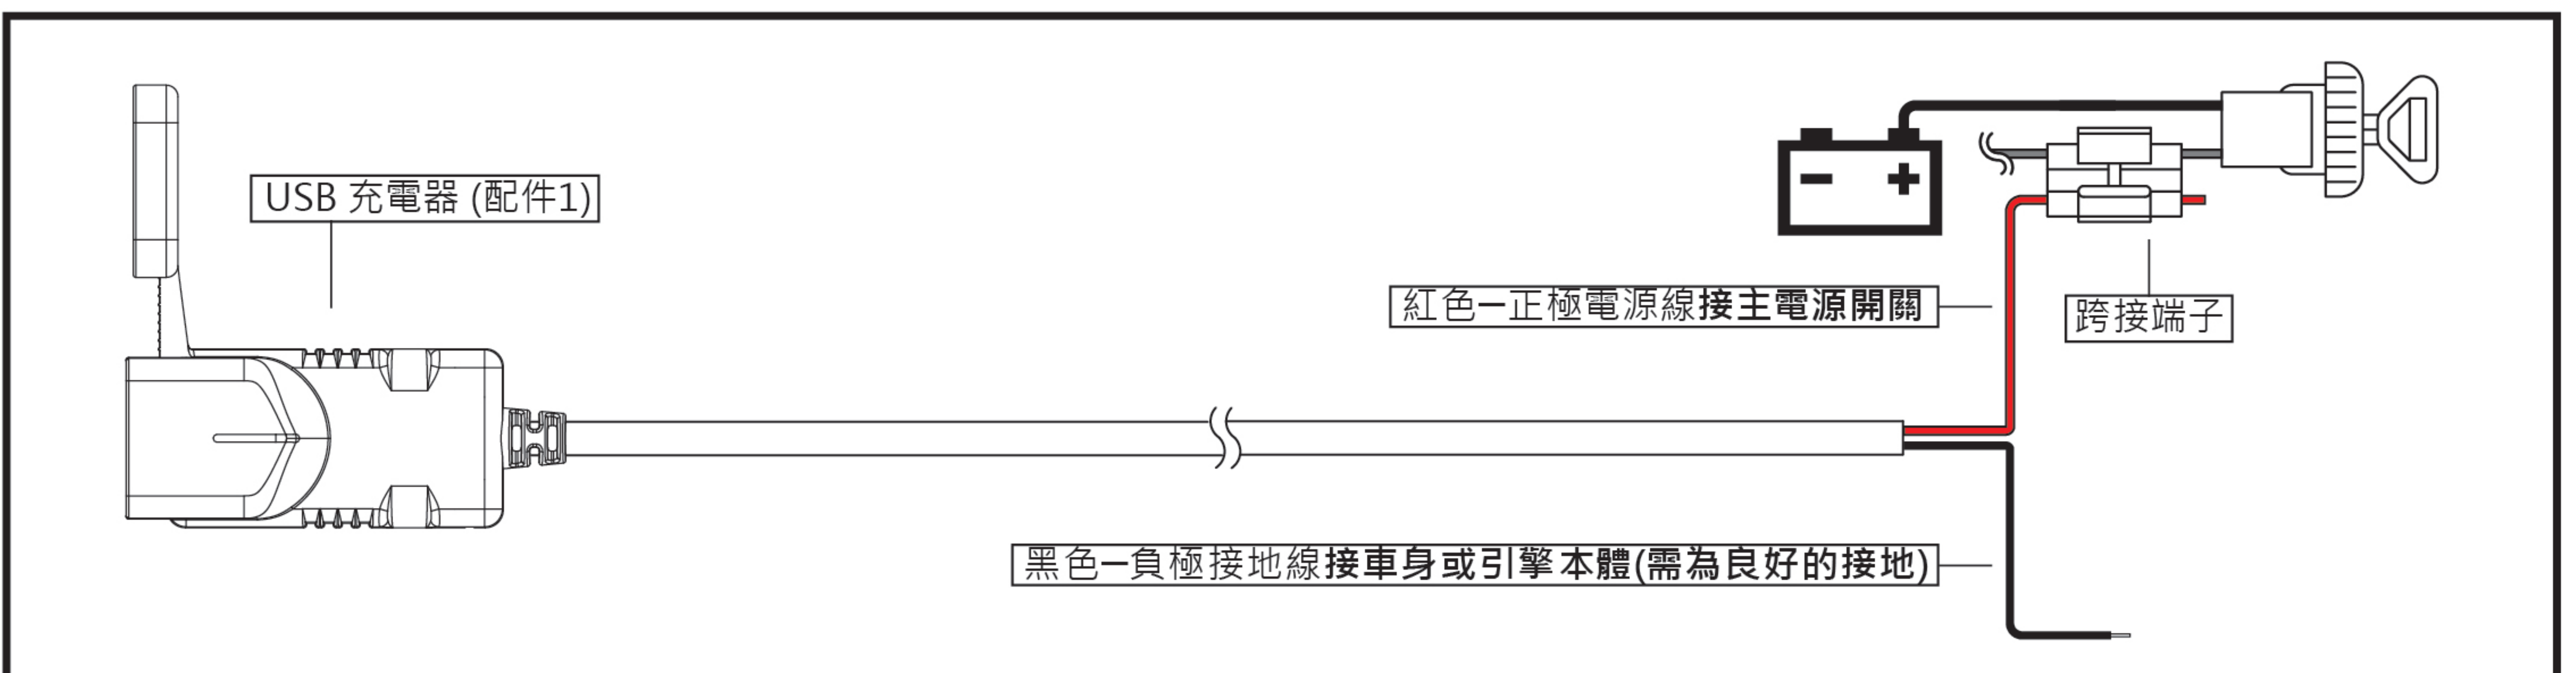 USB 充電器 (配件1)
紅色–正極電源線接主電源開關
跨接端子
黑色–負極接地線接車身或引擎本體(需為良好的接地)
− +